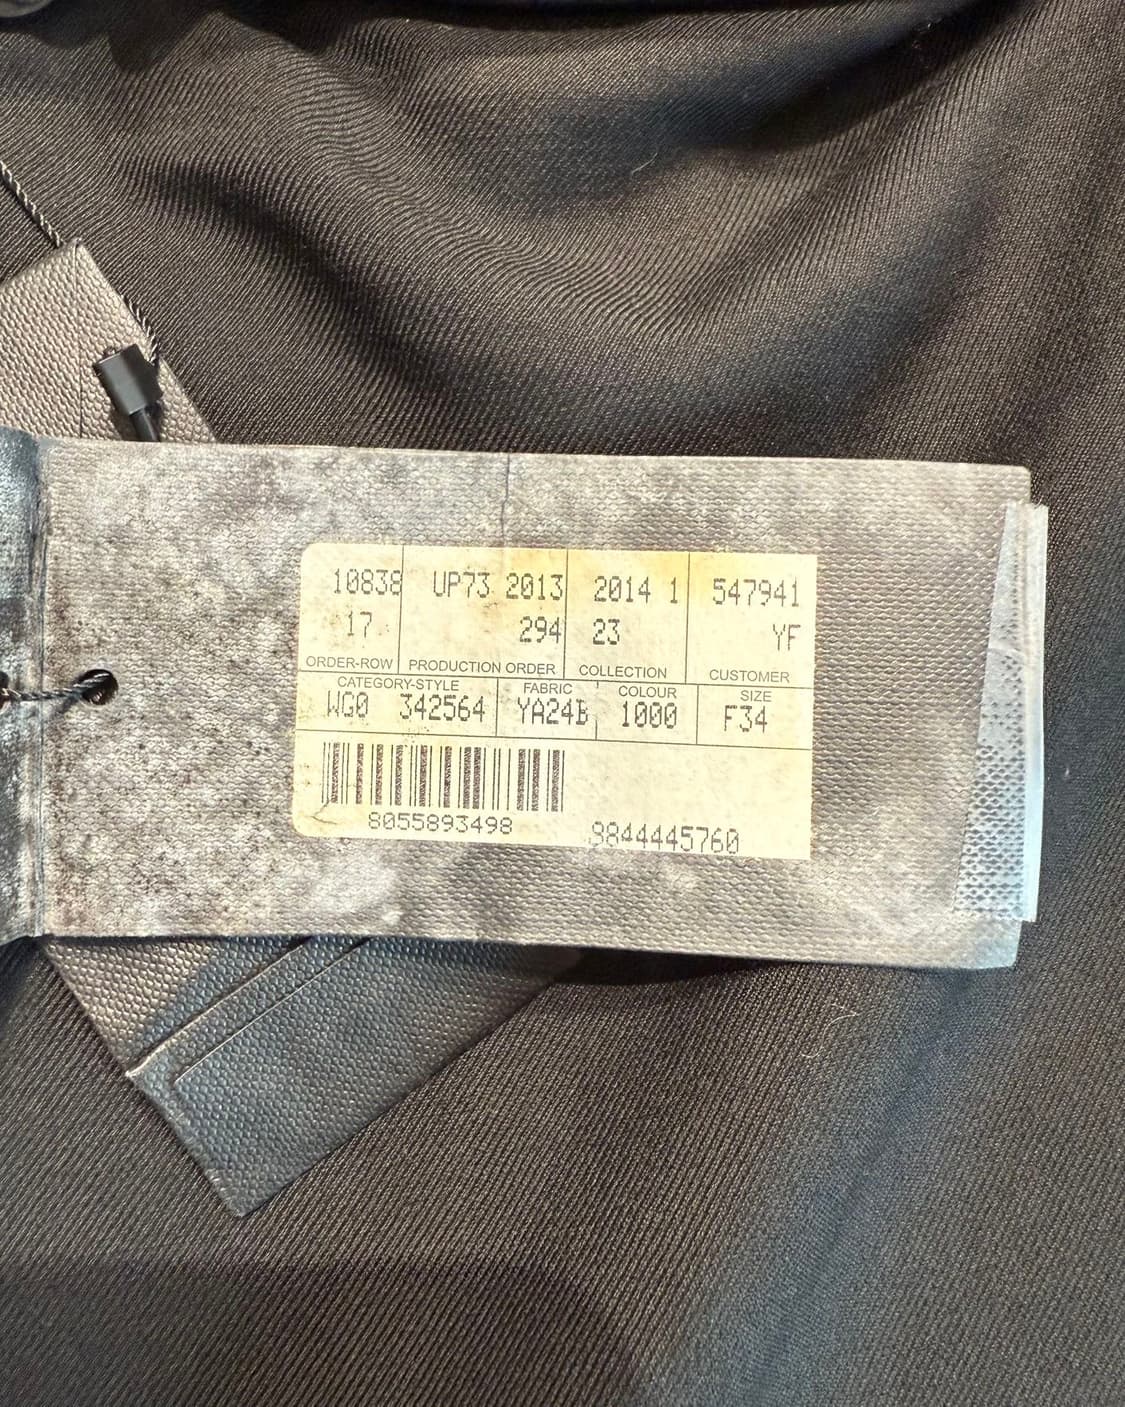 10838 UP73 2013 2014 1 547941
17 294 23 YF
ORDER-ROW PRODUCTION ORDER COLLECTION CUSTOMER
CATEGORY-STYLE FABRIC COLOUR SIZE
WG0 342564 YA24B 1000 F34
8055893498 9844445760